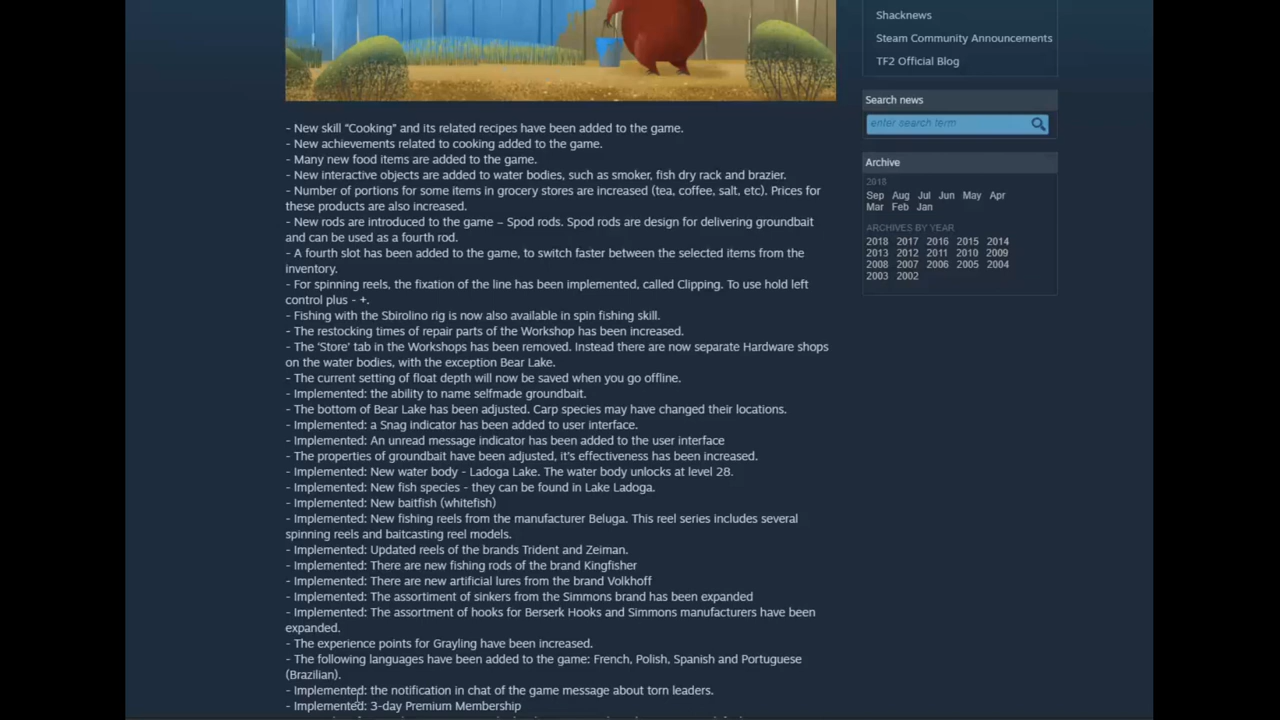 Shacknews
Steam Community Announcements
TF2 Official Blog
Search news
enter search term
Archive
2018
Sep Aug Jul Jun May Apr
Mar Feb Jan
ARCHIVES BY YEAR
2018 2017 2016 2015 2014
2013 2012 2011 2010 2009
2008 2007 2006 2005 2004
2003 2002
- New skill “Cooking” and its related recipes have been added to the game.
- New achievements related to cooking added to the game.
- Many new food items are added to the game.
- New interactive objects are added to water bodies, such as smoker, fish dry rack and brazier.
- Number of portions for some items in grocery stores are increased (tea, coffee, salt, etc). Prices for
these products are also increased.
- New rods are introduced to the game – Spod rods. Spod rods are design for delivering groundbait
and can be used as a fourth rod.
- A fourth slot has been added to the game, to switch faster between the selected items from the
inventory.
- For spinning reels, the fixation of the line has been implemented, called Clipping. To use hold left
control plus - +.
- Fishing with the Sbirolino rig is now also available in spin fishing skill.
- The restocking times of repair parts of the Workshop has been increased.
- The ‘Store’ tab in the Workshops has been removed. Instead there are now separate Hardware shops
on the water bodies, with the exception Bear Lake.
- The current setting of float depth will now be saved when you go offline.
- Implemented: the ability to name selfmade groundbait.
- The bottom of Bear Lake has been adjusted. Carp species may have changed their locations.
- Implemented: a Snag indicator has been added to user interface.
- Implemented: An unread message indicator has been added to the user interface
- The properties of groundbait have been adjusted, it’s effectiveness has been increased.
- Implemented: New water body - Ladoga Lake. The water body unlocks at level 28.
- Implemented: New fish species - they can be found in Lake Ladoga.
- Implemented: New baitfish (whitefish)
- Implemented: New fishing reels from the manufacturer Beluga. This reel series includes several
spinning reels and baitcasting reel models.
- Implemented: Updated reels of the brands Trident and Zeiman.
- Implemented: There are new fishing rods of the brand Kingfisher
- Implemented: There are new artificial lures from the brand Volkhoff
- Implemented: The assortiment of sinkers from the Simmons brand has been expanded
- Implemented: The assortment of hooks for Berserk Hooks and Simmons manufacturers have been
expanded.
- The experience points for Grayling have been increased.
- The following languages have been added to the game: French, Polish, Spanish and Portuguese
(Brazilian).
- Implemented: the notification in chat of the game message about torn leaders.
- Implemented: 3-day Premium Membership